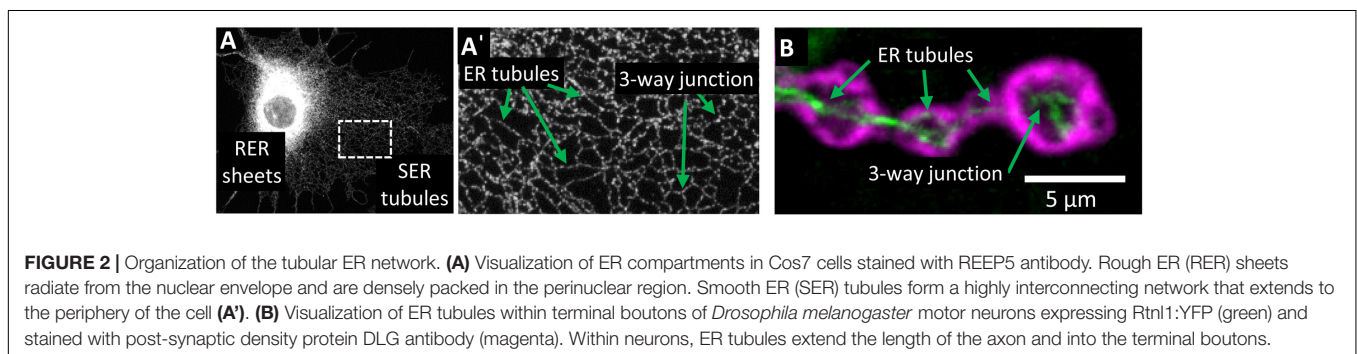 A
RER
sheets
SER
tubules
A'
ER tubules
3-way junction
B
ER tubules
3-way junction
5 μm
FIGURE 2 | Organization of the tubular ER network. (A) Visualization of ER compartments in Cos7 cells stained with REEP5 antibody. Rough ER (RER) sheets
radiate from the nuclear envelope and are densely packed in the perinuclear region. Smooth ER (SER) tubules form a highly interconnecting network that extends to
the periphery of the cell (A’). (B) Visualization of ER tubules within terminal boutons of Drosophila melanogaster motor neurons expressing Rtnl1:YFP (green) and
stained with post-synaptic density protein DLG antibody (magenta). Within neurons, ER tubules extend the length of the axon and into the terminal boutons.